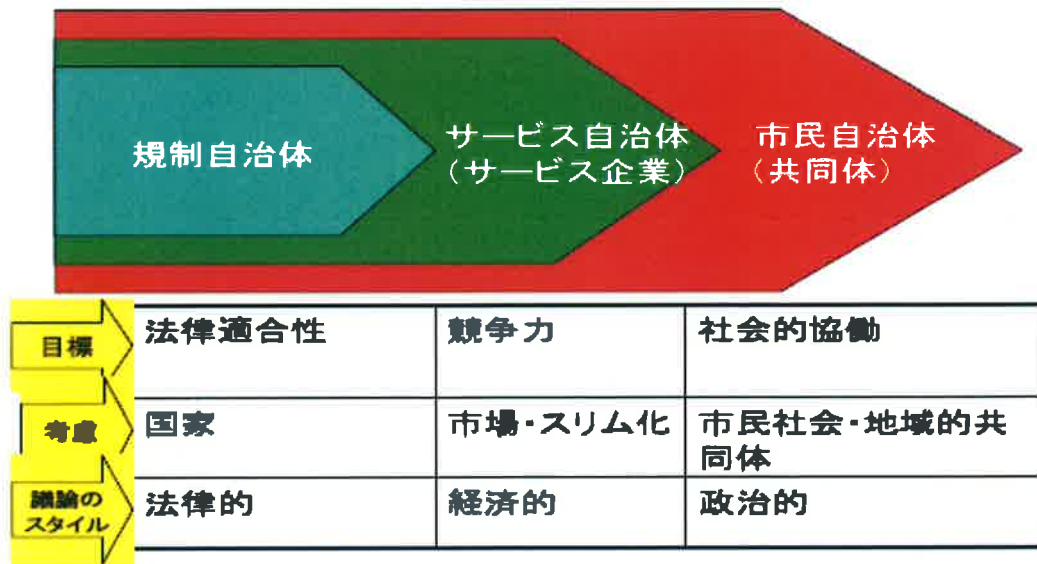 規制自治体
サービス自治体
(サービス企業)
市民自治体
(共同体)
目標
法律適合性
競争力
社会的協働
考慮
国家
市場・スリム化
市民社会・地域的共
同体
議論の
スタイル
法律的
経済的
政治的